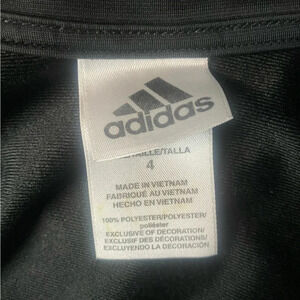 adidas
TAILLE/TALLA
4
MADE IN VIETNAM
FABRIQUÉ AU VIETNAM
HECHO EN VIETNAM
100% POLYESTER/POLYESTER/
poliéster
EXCLUSIVE OF DECORATION/
EXCLUSIF DES DÉCORATIONS/
EXCLUYENDO LA DECORACIÓN